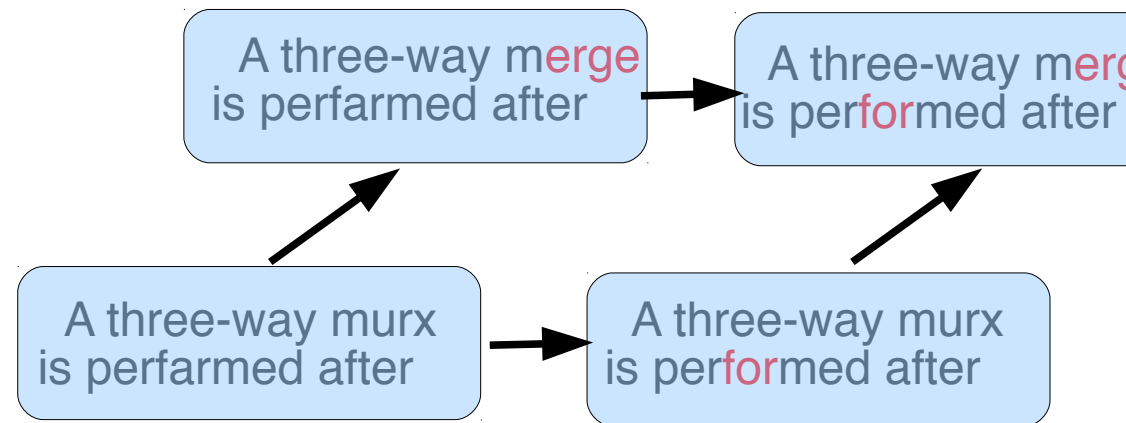 A three-way merge
is perfarmed after
A three-way merg
is performed after
A three-way murx
is perfarmed after
A three-way murx
is performed after